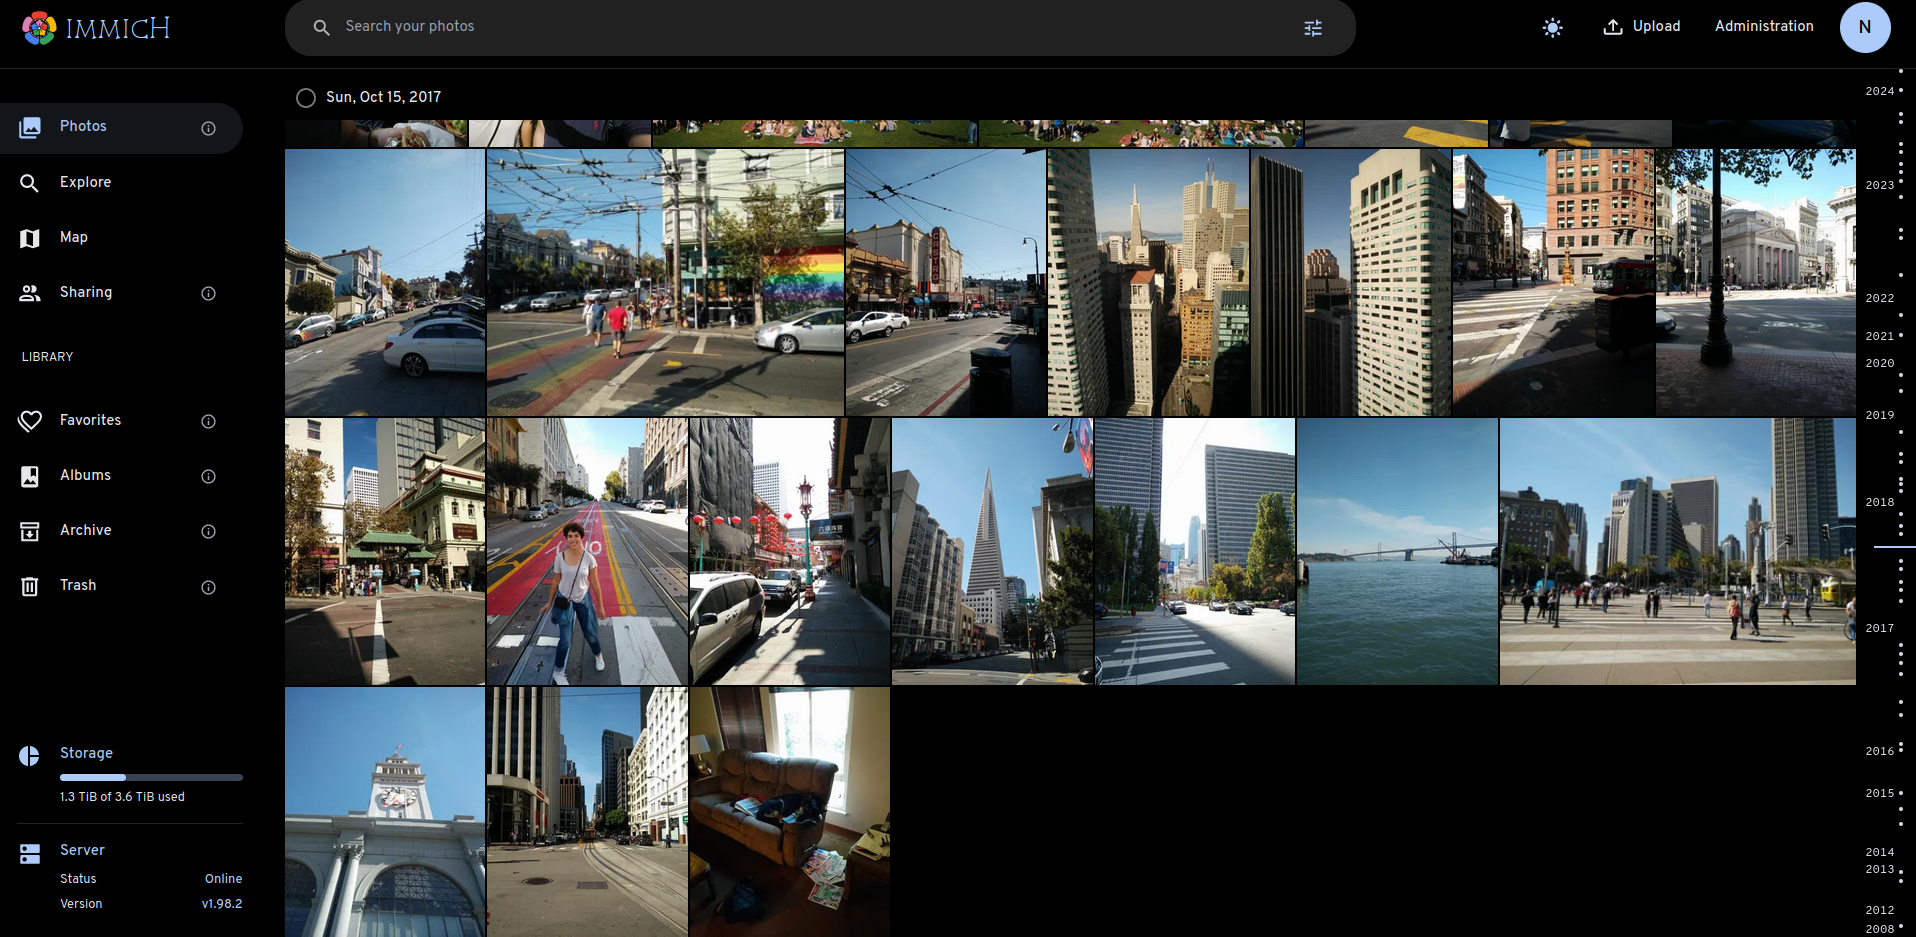 IMMICH
Search your photos
Upload
Administration
N
Photos
Explore
Map
Sharing
LIBRARY
Favorites
Albums
Archive
Trash
Storage
1.3 TiB of 3.6 TiB used
Server
Status Online
Version v1.98.2
Sun, Oct 15, 2017
CASTRO
2024
2023
2022
2021
2020
2019
2018
2017
2016
2015
2014
2013
2012
2008